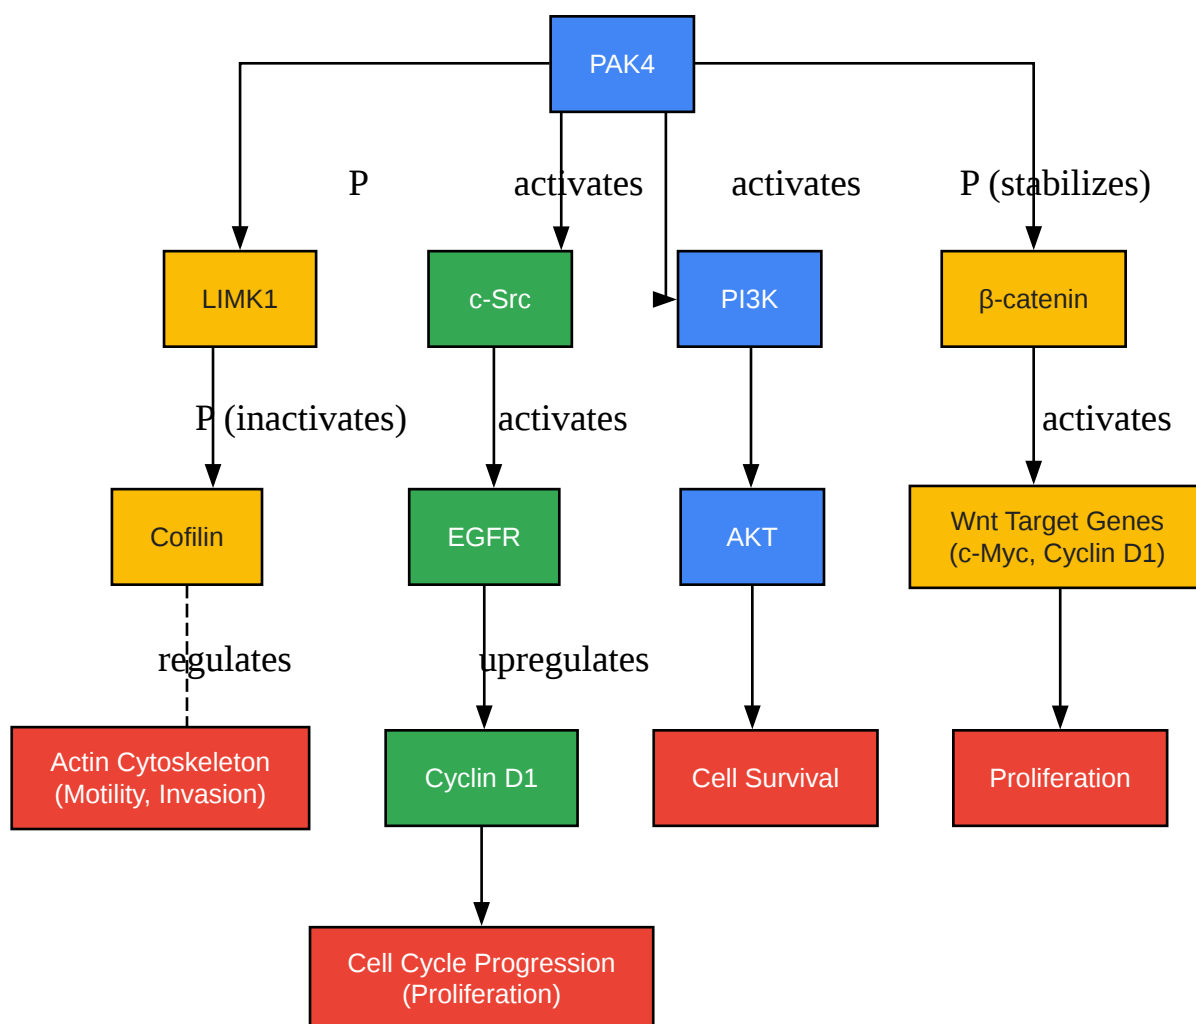 PAK4
P
activates
activates
P (stabilizes)
LIMK1
c-Src
PI3K
β-catenin
P (inactivates)
activates
activates
Cofilin
EGFR
AKT
Wnt Target Genes
(c-Myc, Cyclin D1)
regulates
upregulates
Actin Cytoskeleton
(Motility, Invasion)
Cyclin D1
Cell Survival
Proliferation
Cell Cycle Progression
(Proliferation)